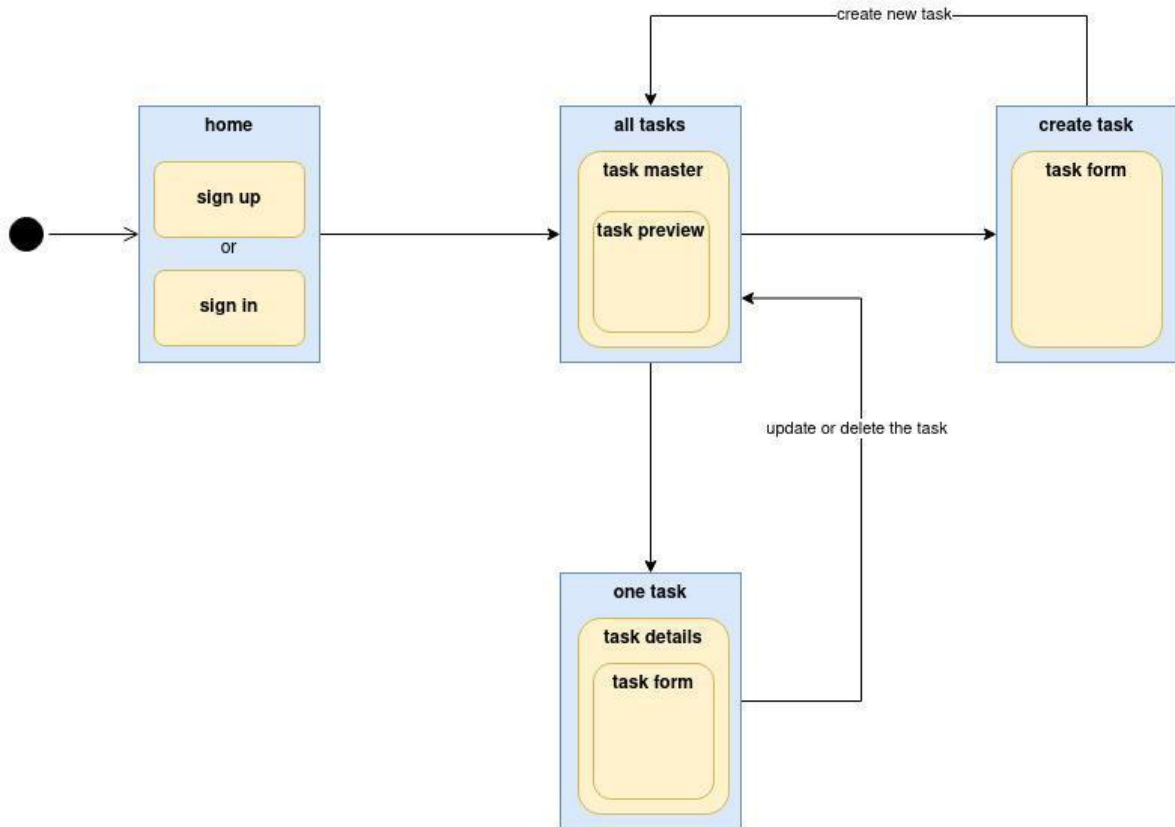 create new task
home
sign up
or
sign in
all tasks
task master
task preview
create task
task form
update or delete the task
one task
task details
task form